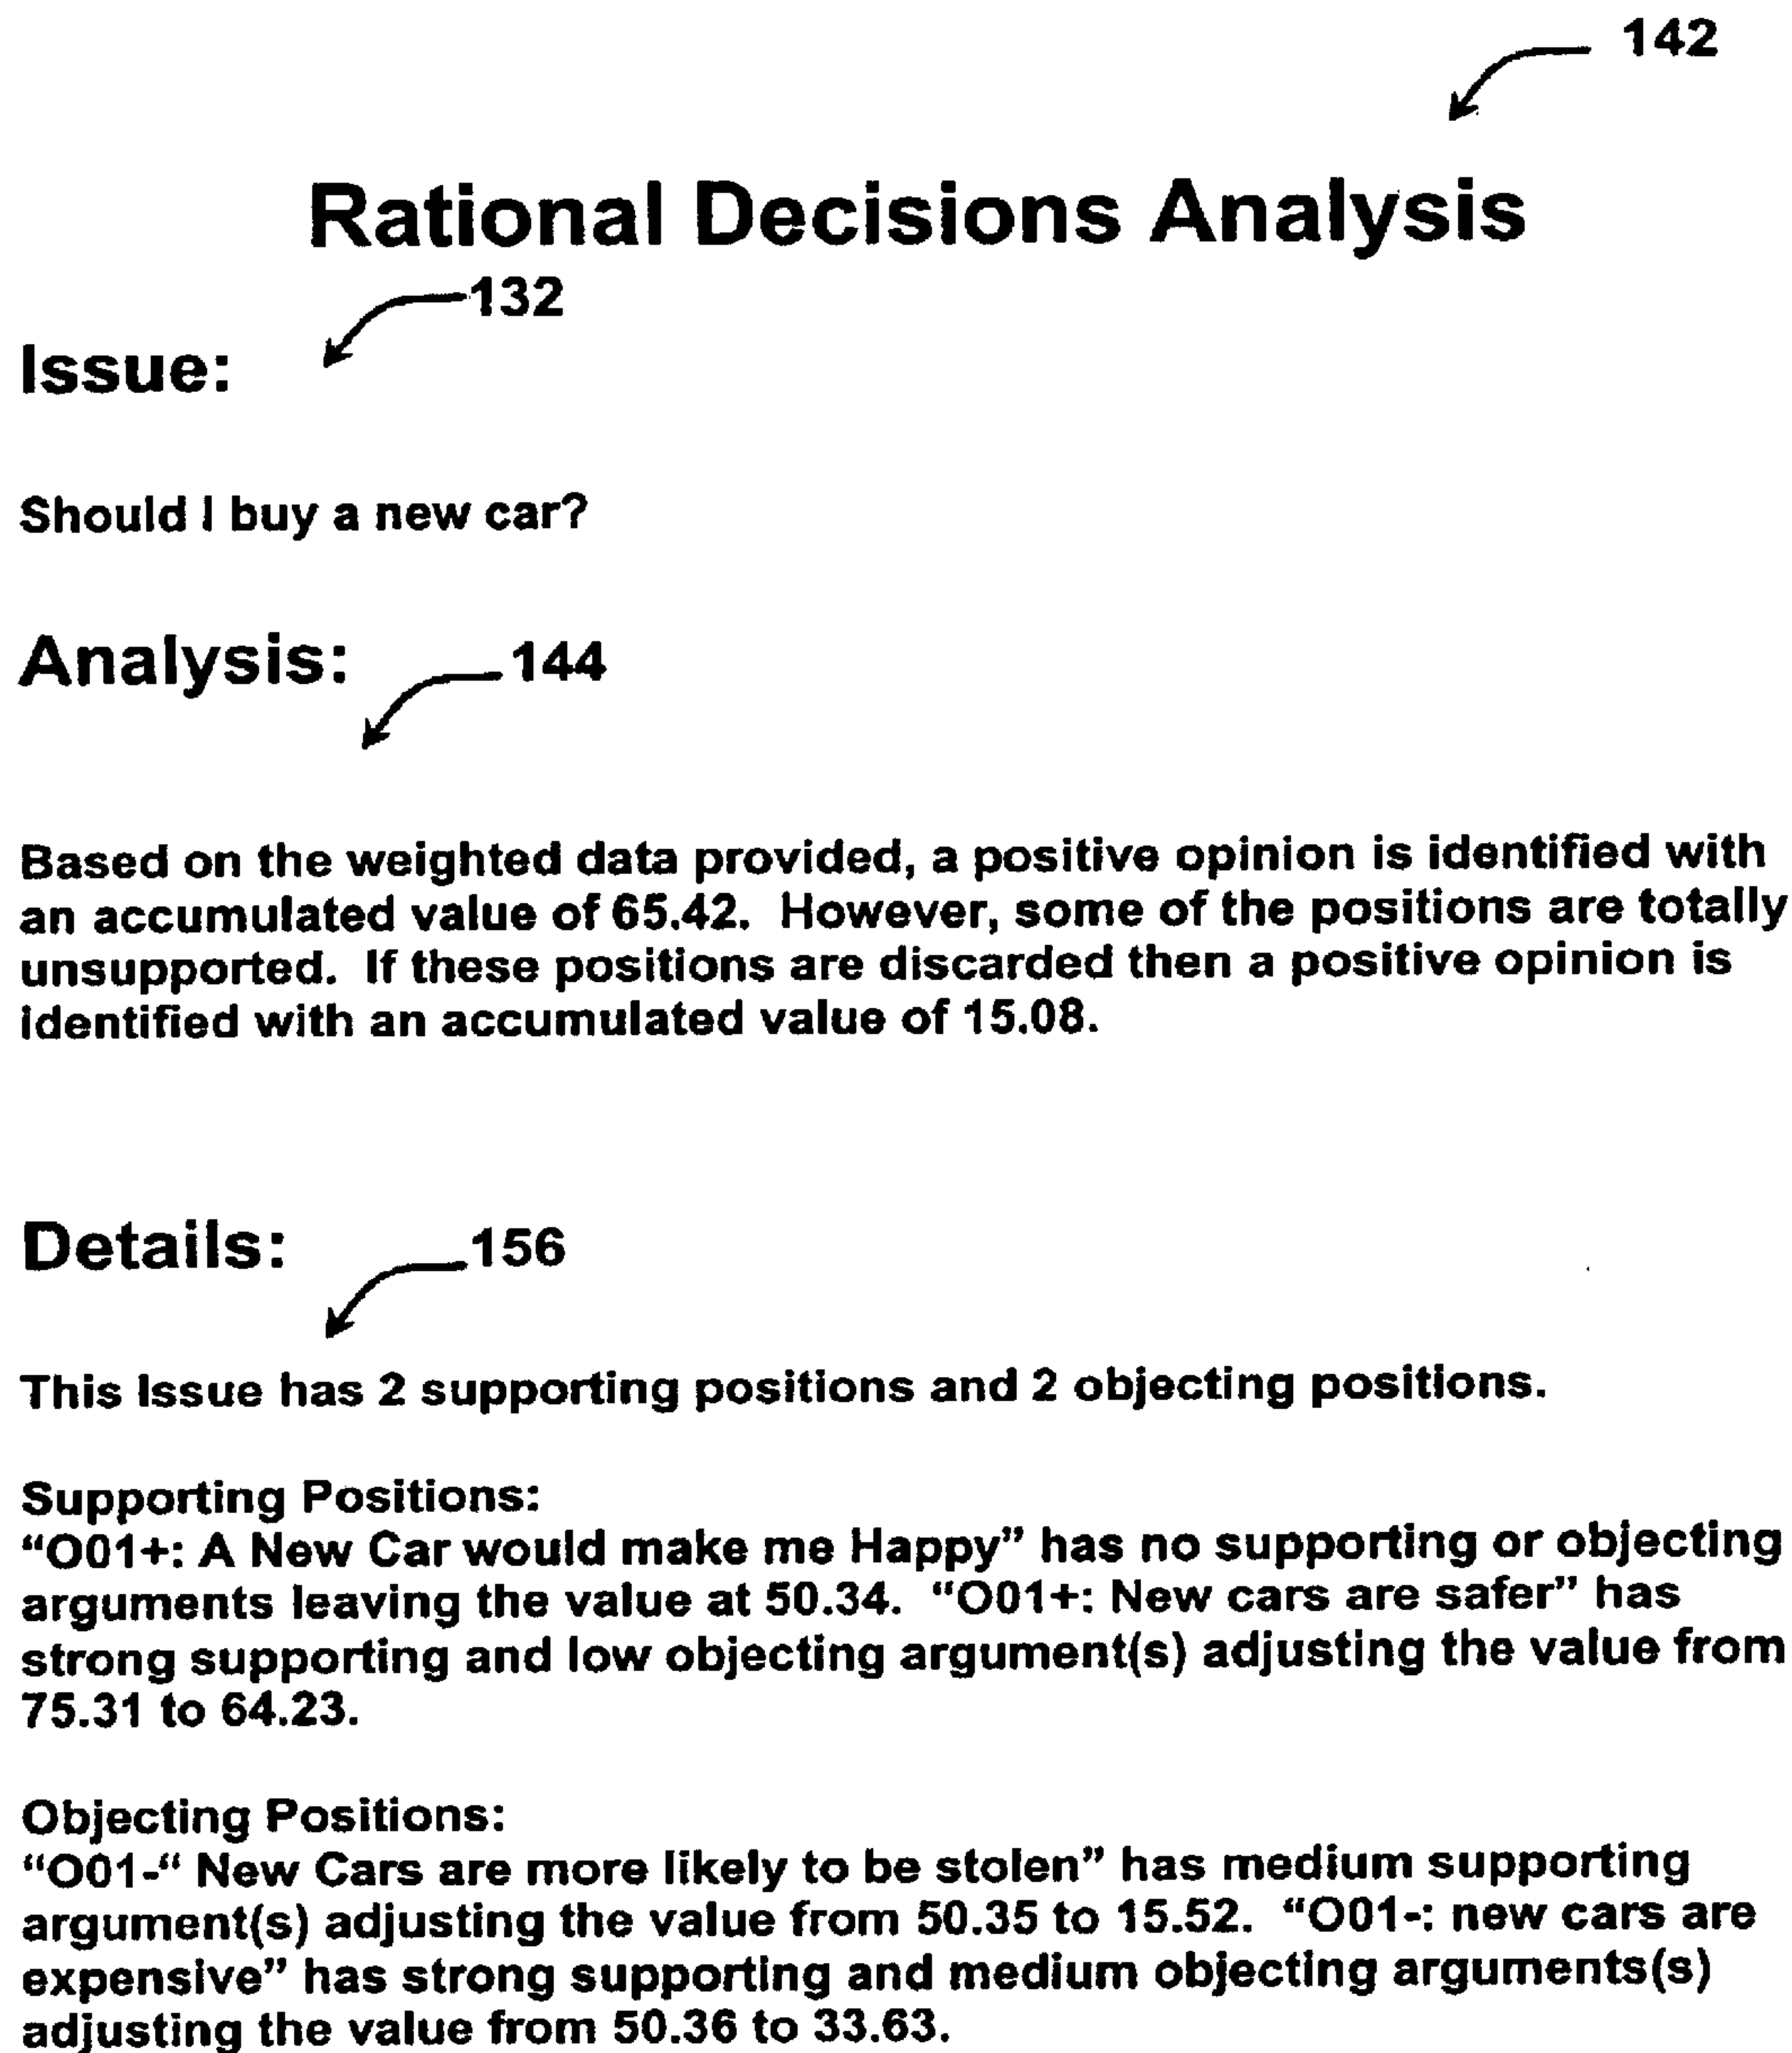 142
Rational Decisions Analysis
132
Issue:
Should I buy a new car?
Analysis:
144
Based on the weighted data provided, a positive opinion is identified with
an accumulated value of 65.42. However, some of the positions are totally
unsupported. If these positions are discarded then a positive opinion is
identified with an accumulated value of 15.08.
Details:
156
This Issue has 2 supporting positions and 2 objecting positions.
Supporting Positions:
“O01+: A New Car would make me Happy” has no supporting or objecting
arguments leaving the value at 50.34. “O01+: New cars are safer” has
strong supporting and low objecting argument(s) adjusting the value from
75.31 to 64.23.
Objecting Positions:
“O01-“ New Cars are more likely to be stolen” has medium supporting
argument(s) adjusting the value from 50.35 to 15.52. “O01-: new cars are
expensive” has strong supporting and medium objecting arguments(s)
adjusting the value from 50.36 to 33.63.